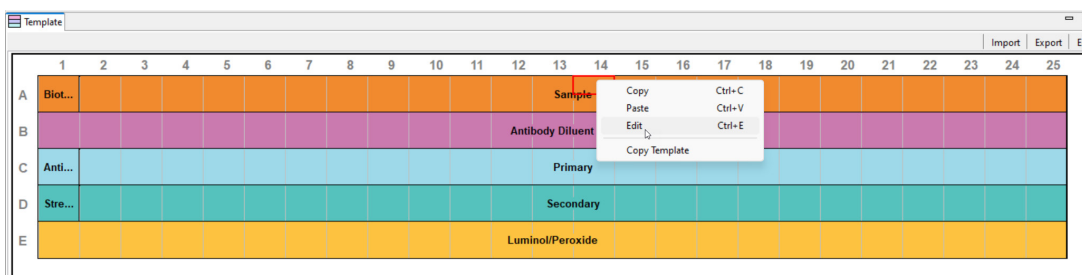 Template
Import Export E
1 2 3 4 5 6 7 8 9 10 11 12 13 14 15 16 17 18 19 20 21 22 23 24 25
A Biot... Sample
Copy Ctrl+C
Paste Ctrl+V
Edit Ctrl+E
Copy Template
B Antibody Diluent
C Anti... Primary
D Stre... Secondary
E Luminol/Peroxide